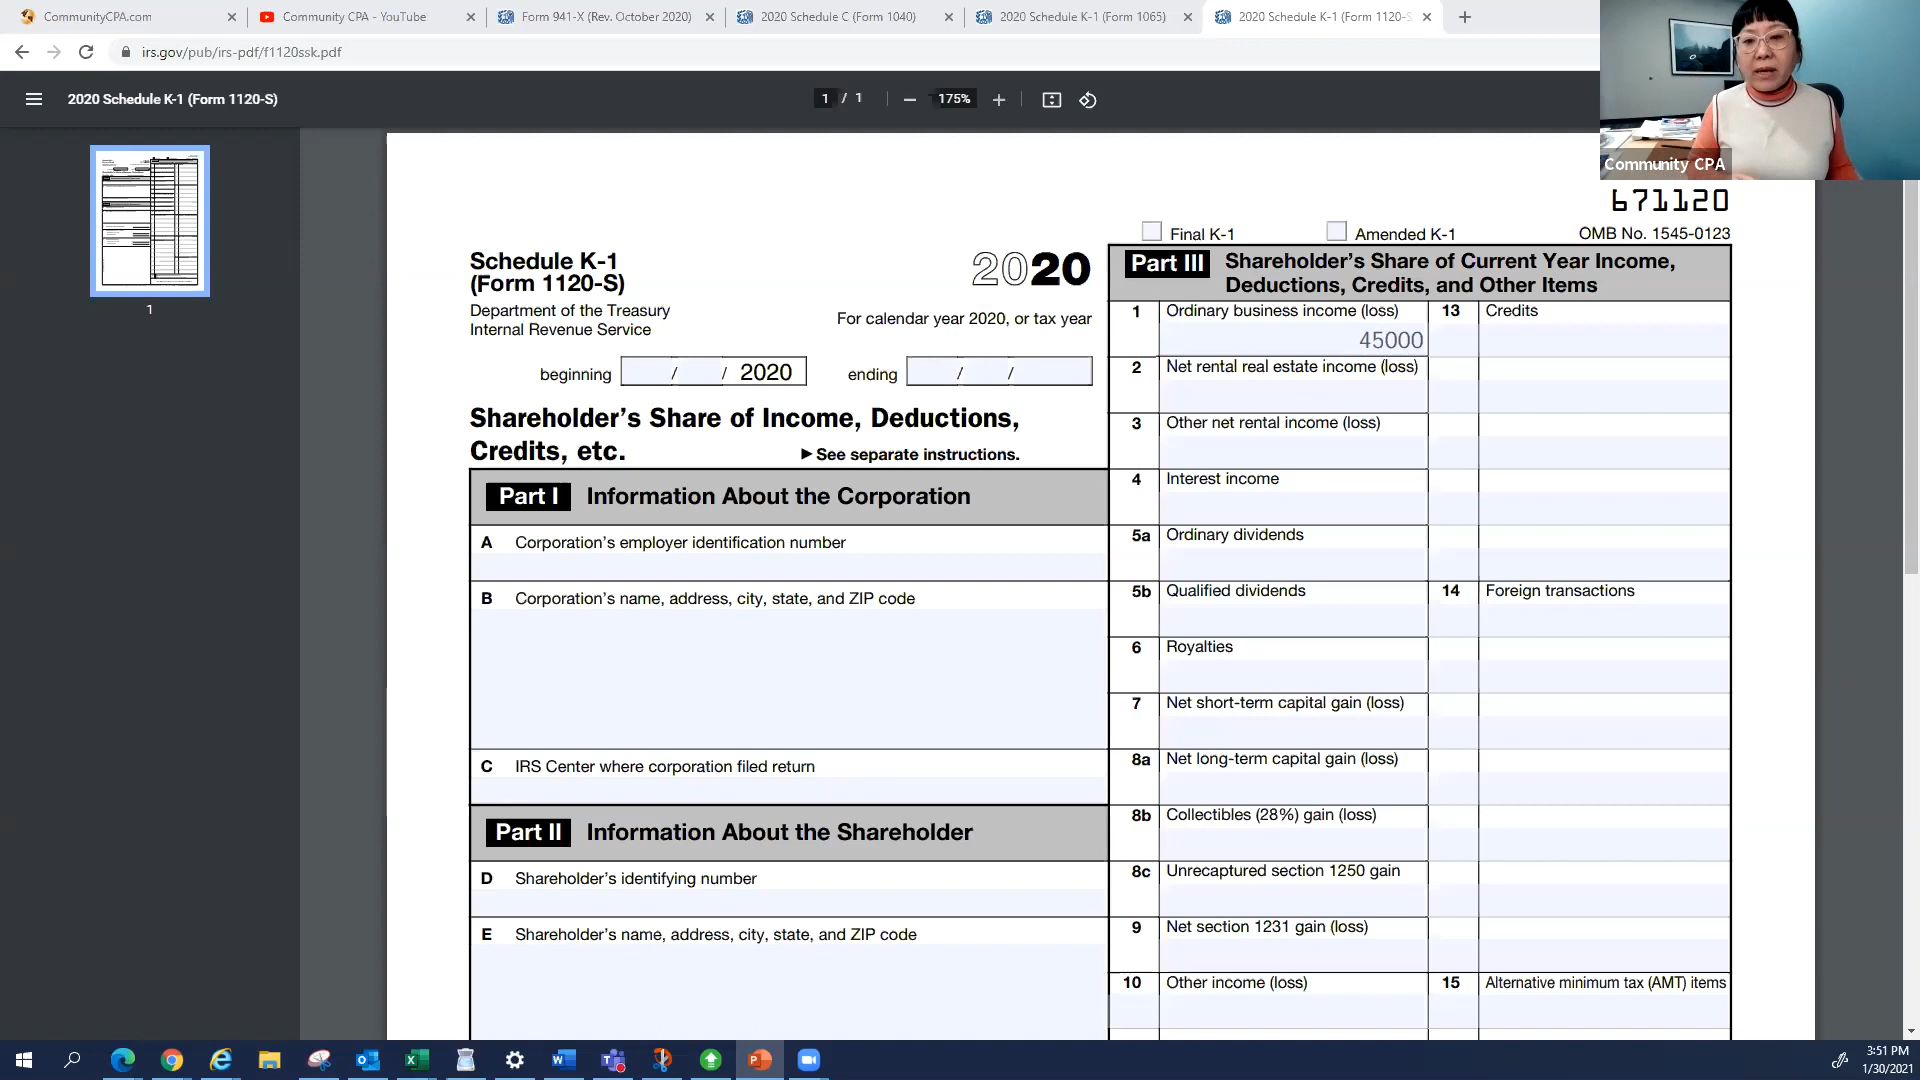 CommunityCPA.com
Community CPA - YouTube
Form 941-X (Rev. October 2020)
2020 Schedule C (Form 1040)
2020 Schedule K-1 (Form 1065)
2020 Schedule K-1 (Form 1120-S
irs.gov/pub/irs-pdf/f1120ssk.pdf
2020 Schedule K-1 (Form 1120-S)
1 / 1
175%
Community CPA
1
671120
Final K-1
Amended K-1
OMB No. 1545-0123
Schedule K-1
(Form 1120-S)
2020
Department of the Treasury
Internal Revenue Service
For calendar year 2020, or tax year
beginning / / 2020 ending / /
Shareholder's Share of Income, Deductions,
Credits, etc.
▶ See separate instructions.
Part I Information About the Corporation
A Corporation's employer identification number
B Corporation's name, address, city, state, and ZIP code
C IRS Center where corporation filed return
Part II Information About the Shareholder
D Shareholder's identifying number
E Shareholder's name, address, city, state, and ZIP code
Part III Shareholder's Share of Current Year Income,
Deductions, Credits, and Other Items
1 Ordinary business income (loss)
45000
2 Net rental real estate income (loss)
3 Other net rental income (loss)
4 Interest income
5a Ordinary dividends
5b Qualified dividends
6 Royalties
7 Net short-term capital gain (loss)
8a Net long-term capital gain (loss)
8b Collectibles (28%) gain (loss)
8c Unrecaptured section 1250 gain
9 Net section 1231 gain (loss)
10 Other income (loss)
13 Credits
14 Foreign transactions
15 Alternative minimum tax (AMT) items
3:51 PM
1/30/2021